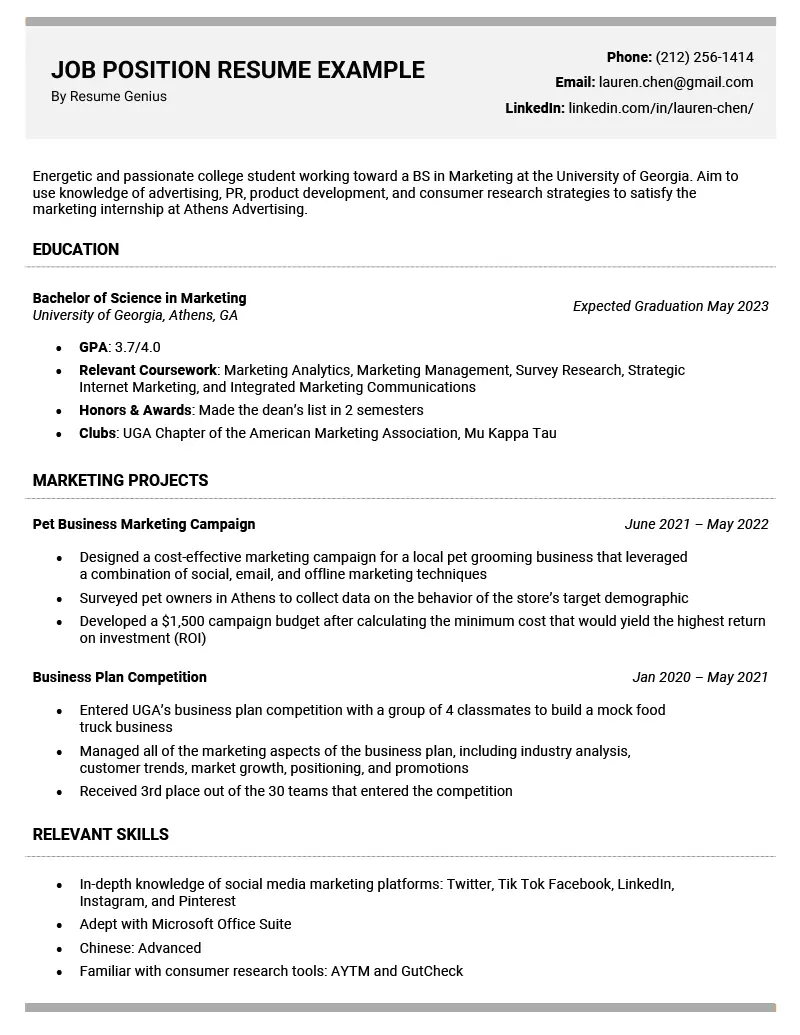 JOB POSITION RESUME EXAMPLE
By Resume Genius
Phone: (212) 256-1414
Email: lauren.chen@gmail.com
LinkedIn: linkedin.com/in/lauren-chen/
Energetic and passionate college student working toward a BS in Marketing at the University of Georgia. Aim to
use knowledge of advertising, PR, product development, and consumer research strategies to satisfy the
marketing internship at Athens Advertising.
EDUCATION
Bachelor of Science in Marketing
University of Georgia, Athens, GA
Expected Graduation May 2023
• GPA: 3.7/4.0
• Relevant Coursework: Marketing Analytics, Marketing Management, Survey Research, Strategic
Internet Marketing, and Integrated Marketing Communications
• Honors & Awards: Made the dean’s list in 2 semesters
• Clubs: UGA Chapter of the American Marketing Association, Mu Kappa Tau
MARKETING PROJECTS
Pet Business Marketing Campaign June 2021 – May 2022
• Designed a cost-effective marketing campaign for a local pet grooming business that leveraged
a combination of social, email, and offline marketing techniques
• Surveyed pet owners in Athens to collect data on the behavior of the store’s target demographic
• Developed a $1,500 campaign budget after calculating the minimum cost that would yield the highest return
on investment (ROI)
Business Plan Competition Jan 2020 – May 2021
• Entered UGA’s business plan competition with a group of 4 classmates to build a mock food
truck business
• Managed all of the marketing aspects of the business plan, including industry analysis,
customer trends, market growth, positioning, and promotions
• Received 3rd place out of the 30 teams that entered the competition
RELEVANT SKILLS
• In-depth knowledge of social media marketing platforms: Twitter, Tik Tok Facebook, LinkedIn,
Instagram, and Pinterest
• Adept with Microsoft Office Suite
• Chinese: Advanced
• Familiar with consumer research tools: AYTM and GutCheck